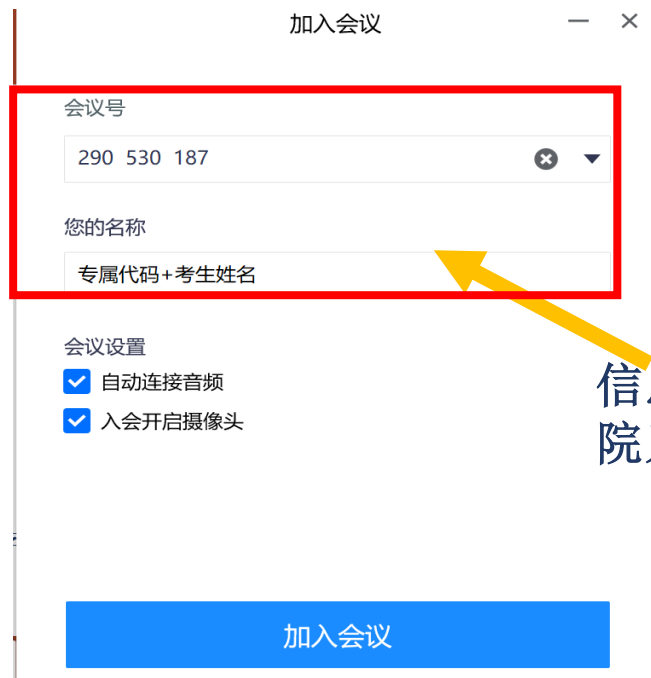 加入会议
会议号
290 530 187
您的名称
专属代码+考生姓名
会议设置
自动连接音频
入会开启摄像头
信
院
加入会议